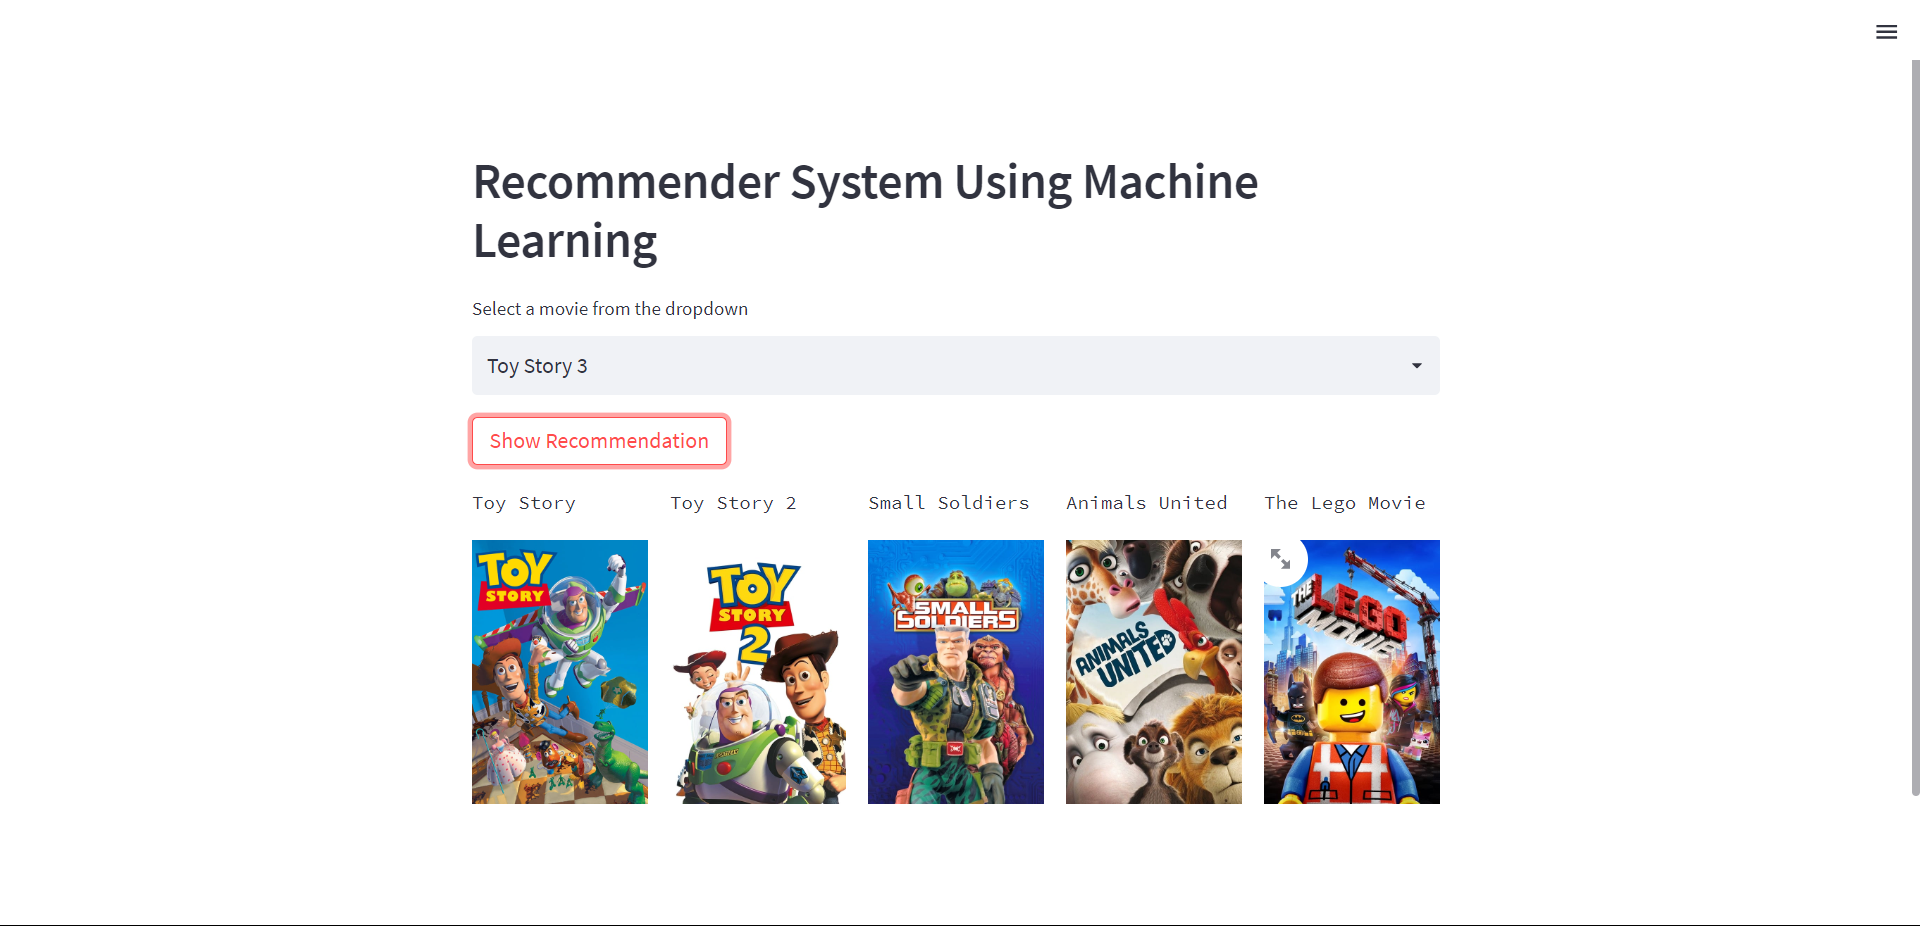 Recommender System Using Machine
Learning
Select a movie from the dropdown
Toy Story 3
Show Recommendation
Toy Story
Toy Story 2
Small Soldiers
Animals United
The Lego Movie
TOY
STORY
TOY
STORY
2
SMALL
SOLDIERS
ANIMALS
UNITED
THE LEGO
MOVIE